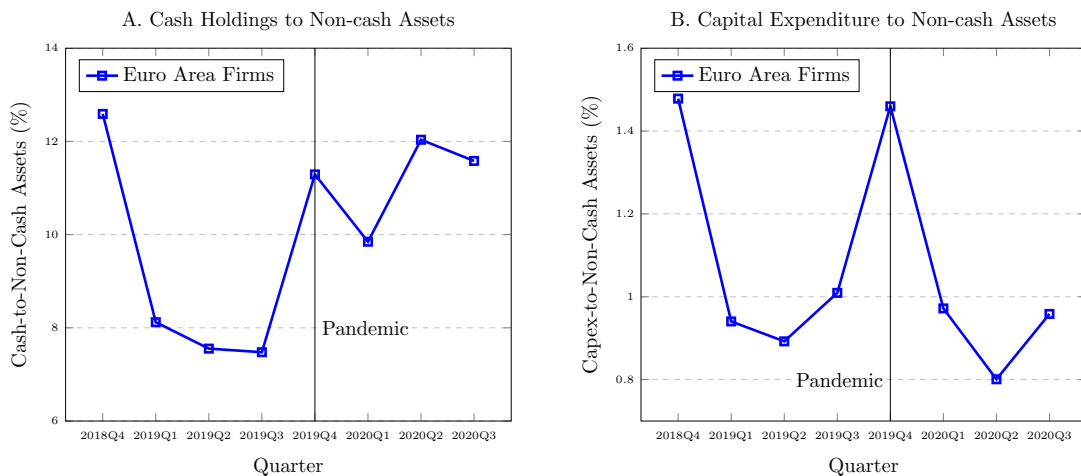 A. Cash Holdings to Non-cash Assets
14
12
10
8
6
Cash-to-Non-Cash Assets (%)
Euro Area Firms
Pandemic
2018Q4 2019Q1 2019Q2 2019Q3 2019Q4 2020Q1 2020Q2 2020Q3
Quarter
B. Capital Expenditure to Non-cash Assets
1.6
1.4
1.2
1
0.8
Capex-to-Non-Cash Assets (%)
Euro Area Firms
Pandemic
2018Q4 2019Q1 2019Q2 2019Q3 2019Q4 2020Q1 2020Q2 2020Q3
Quarter